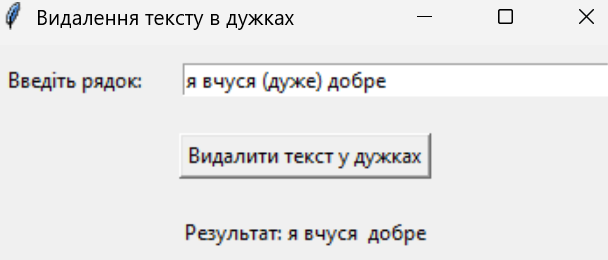 Видалення тексту в дужках
Введіть рядок: я вчуся (дуже) добре
Видалити текст у дужках
Результат: я вчуся  добре